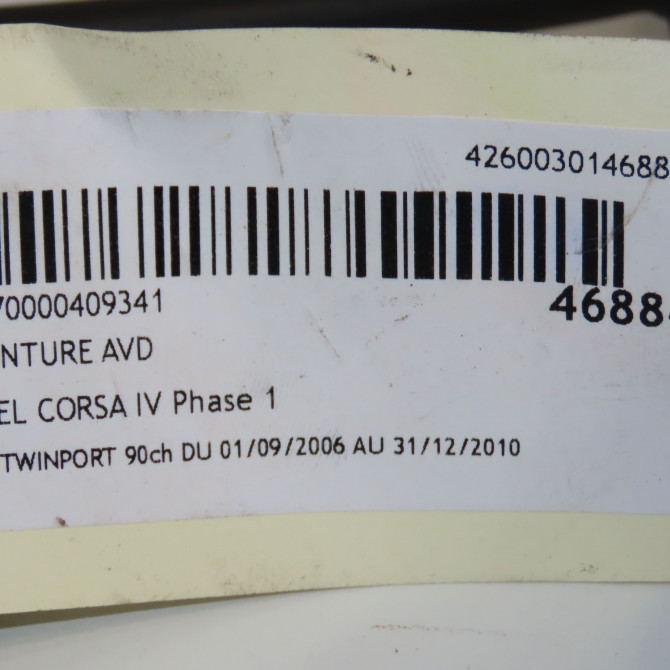 426003014688
70000409341
4688
NTURE AVD
EL CORSA IV Phase 1
TWINPORT 90ch DU 01/09/2006 AU 31/12/2010